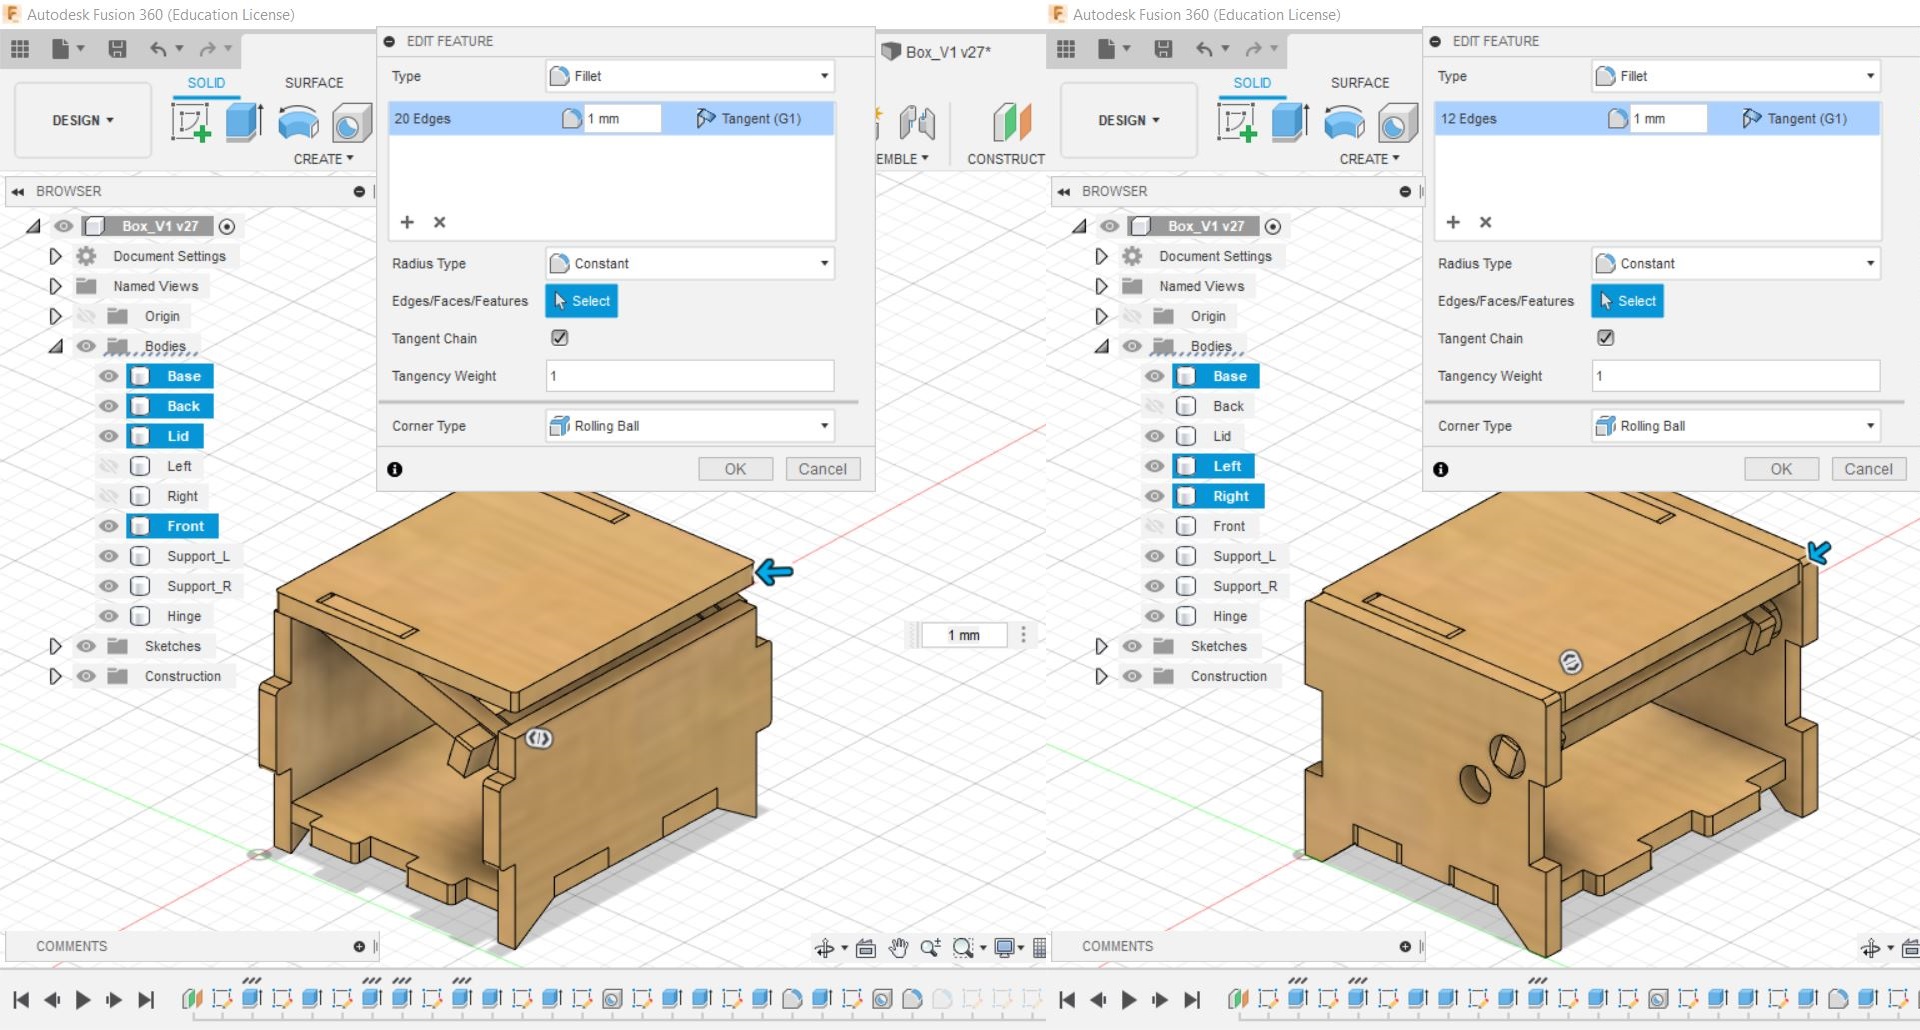 Autodesk Fusion 360 (Education License)
EDIT FEATURE
Type
Fillet
20 Edges
1 mm
Tangent (G1)
Radius Type
Constant
Edges/Faces/Features
Select
Tangent Chain
Tangency Weight
1
Corner Type
Rolling Ball
OK
Cancel
Box_V1 v27*
SOLID
SURFACE
DESIGN
CREATE
EMBLE
CONSTRUCT
BROWSER
Box_V1 v27
Document Settings
Named Views
Origin
Bodies
Base
Back
Lid
Left
Right
Front
Support_L
Support_R
Hinge
Sketches
Construction
1 mm
COMMENTS
Autodesk Fusion 360 (Education License)
EDIT FEATURE
Type
Fillet
12 Edges
1 mm
Tangent (G1)
Radius Type
Constant
Edges/Faces/Features
Select
Tangent Chain
Tangency Weight
1
Corner Type
Rolling Ball
OK
Cancel
SOLID
SURFACE
DESIGN
CREATE
BROWSER
Box_V1 v27
Document Settings
Named Views
Origin
Bodies
Base
Back
Lid
Left
Right
Front
Support_L
Support_R
Hinge
Sketches
Construction
COMMENTS